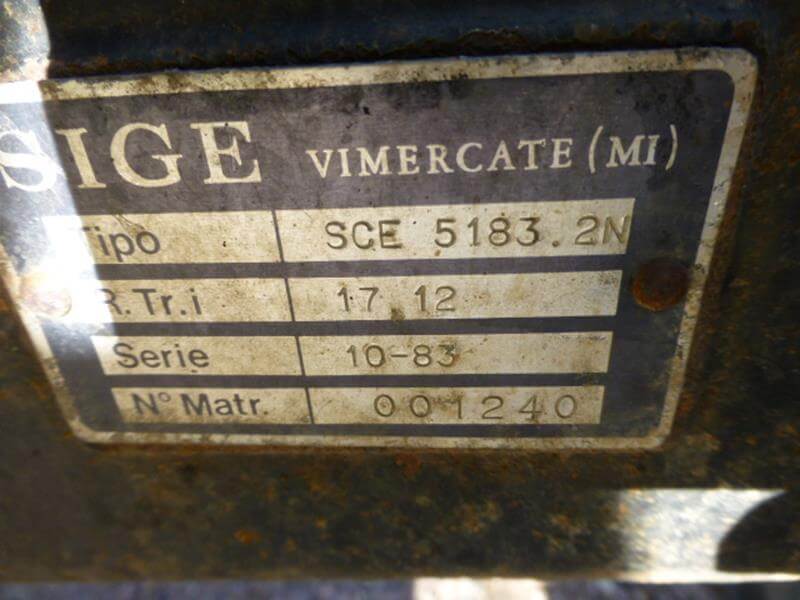 SIGE VIMERCATE (MI)
Tipo SCE 5183.2N
R.Tr.i 17 12
Serie 10-83
N° Matr. 001240